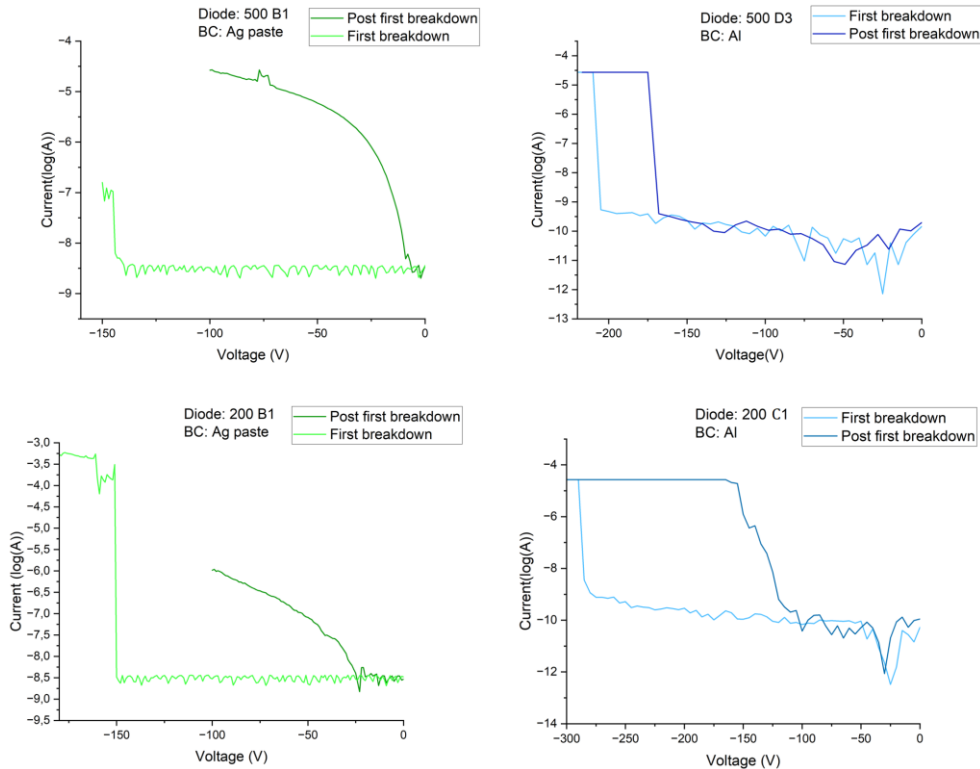 Diode: 500 B1
BC: Ag paste
Post first breakdown
First breakdown
Current(log(A))
−4
−5
−6
−7
−8
−9
−150
−100
−50
0
Voltage (V)
Diode: 500 D3
BC: Al
First breakdown
Post first breakdown
Current(log(A))
−4
−5
−6
−7
−8
−9
−10
−11
−12
−13
−200
−150
−100
−50
0
Voltage(V)
Diode: 200 B1
BC: Ag paste
Post first breakdown
First breakdown
Current (log(A))
−3,0
−3,5
−4,0
−4,5
−5,0
−5,5
−6,0
−6,5
−7,0
−7,5
−8,0
−8,5
−9,0
−9,5
−150
−100
−50
0
Voltage (V)
Diode: 200 C1
BC: Al
First breakdown
Post first breakdown
Current(log(A))
−4
−6
−8
−10
−12
−14
−300
−250
−200
−150
−100
−50
0
Voltage (V)